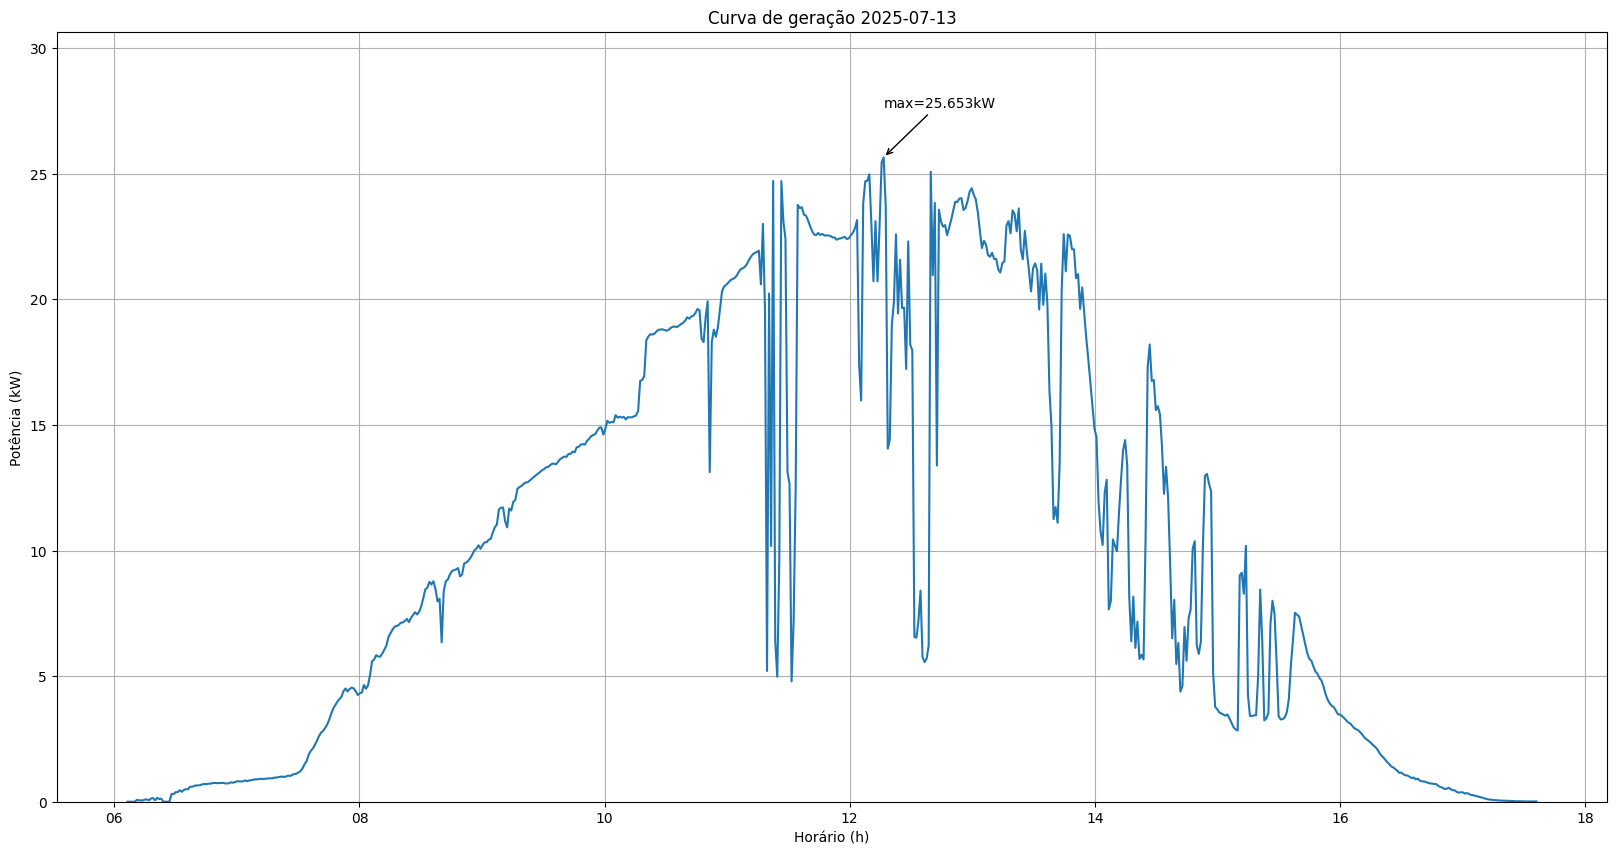 Curva de geração 2025-07-13
30
25
20
15
10
5
0
Potência (kW)
max=25.653kW
06 08 10 12 14 16 18
Horário (h)